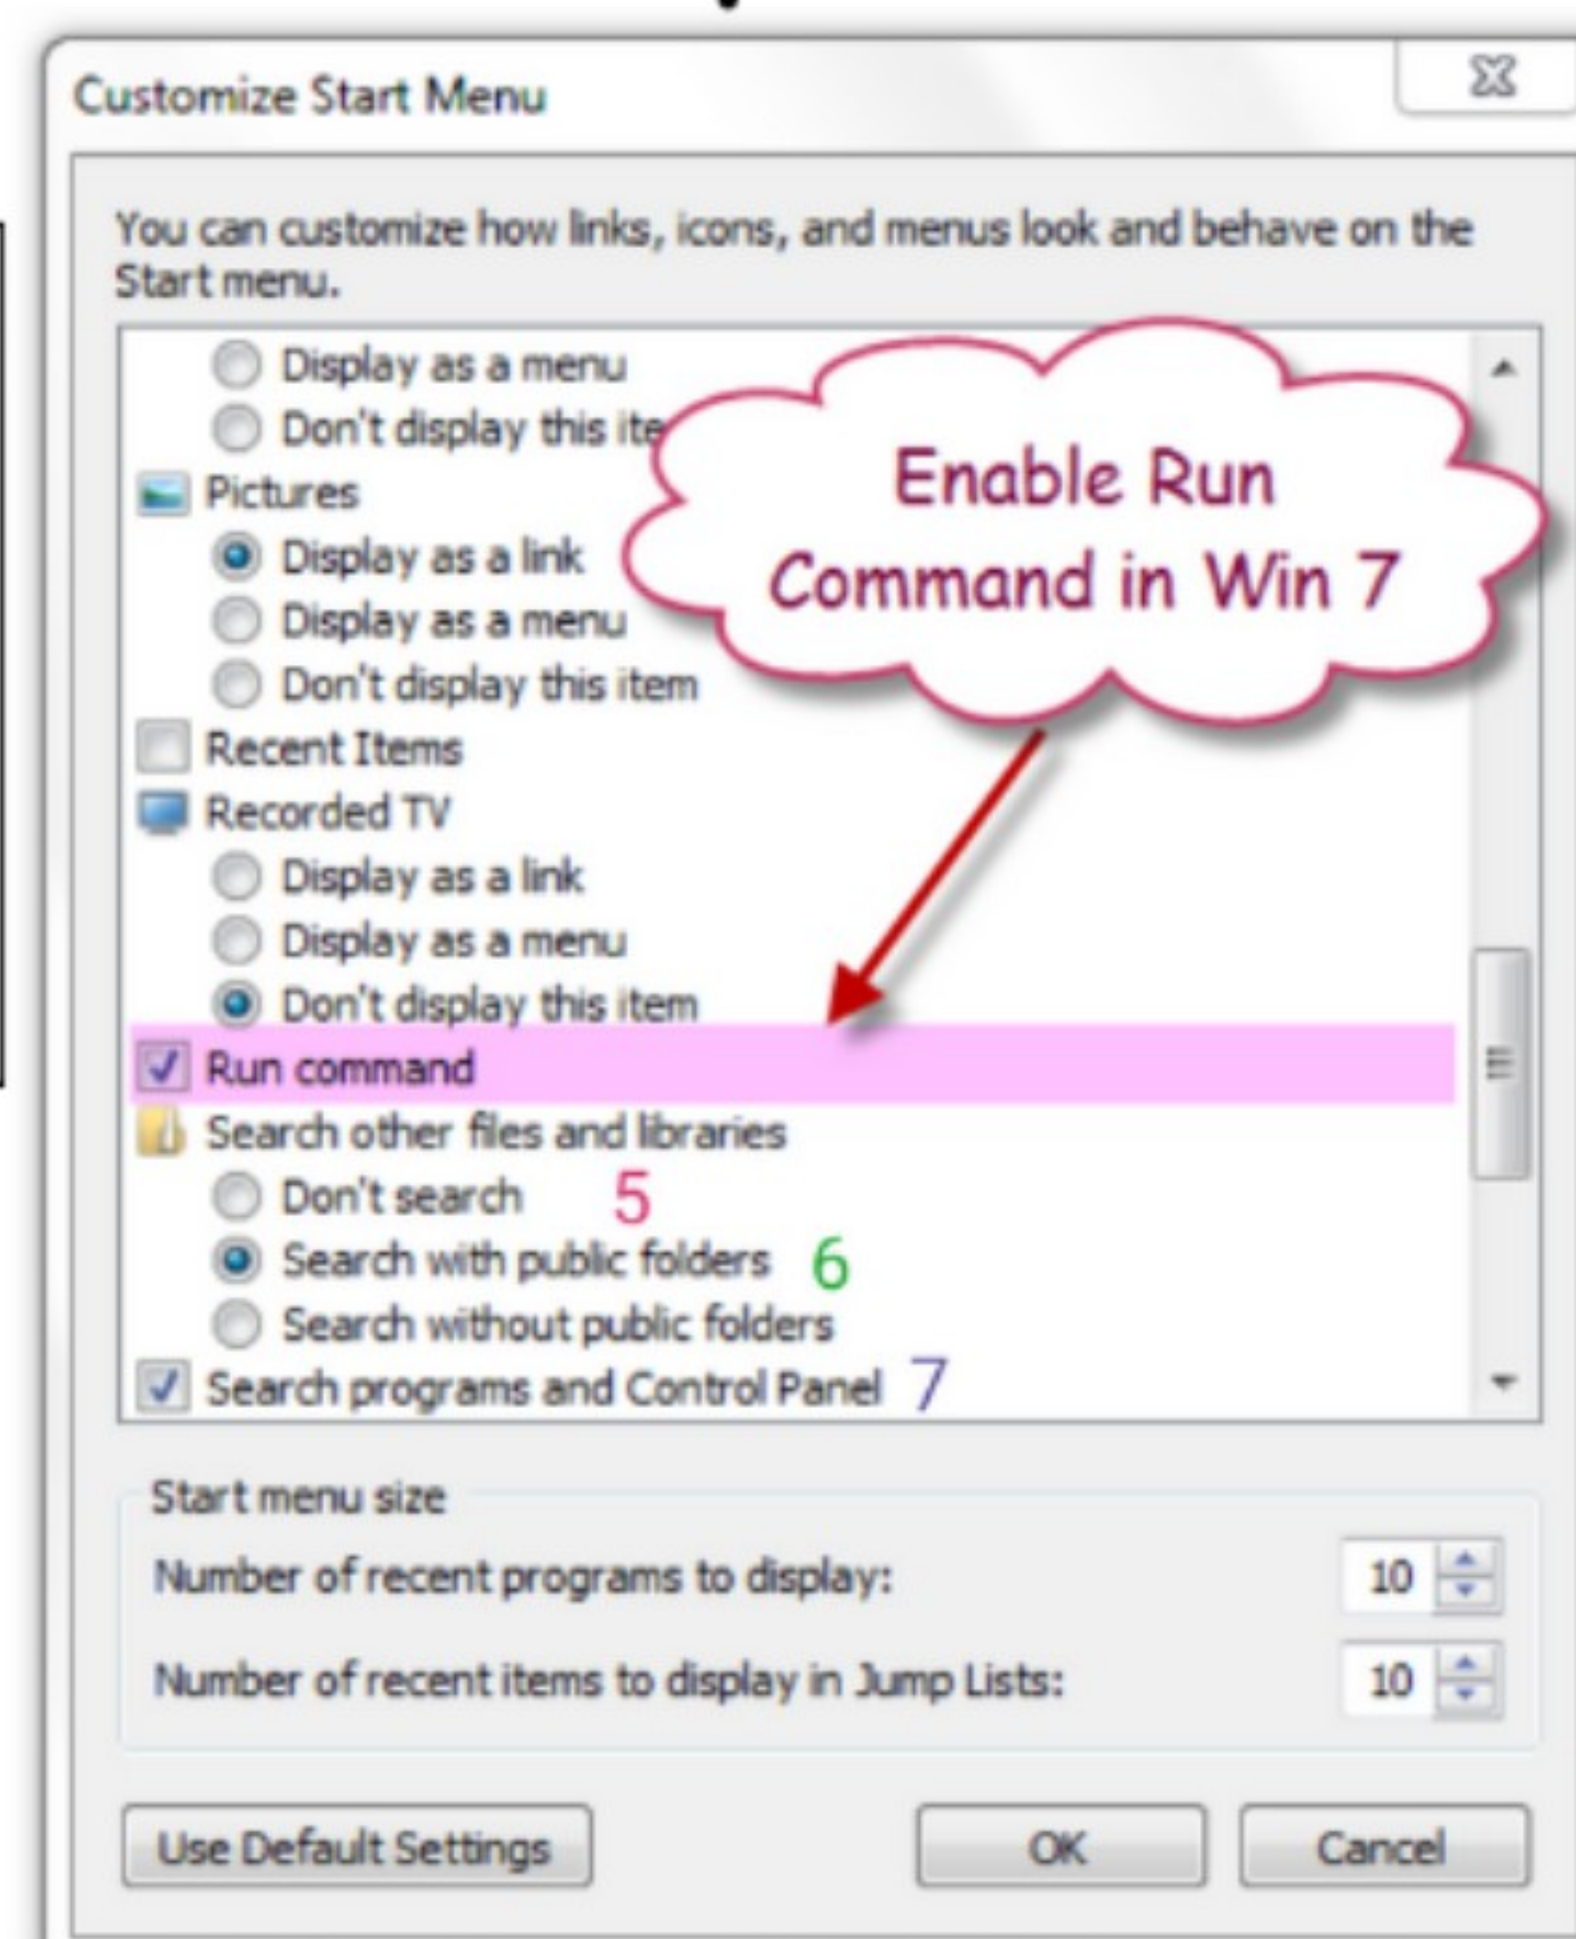 Customize Start Menu
You can customize how links, icons, and menus look and behave on the
Start menu.
Display as a menu
Don't display this ite
Enable Run
Command in Win 7
Pictures
Display as a link
Display as a menu
Don't display this item
Recent Items
Recorded TV
Display as a link
Display as a menu
Don't display this item
Run command
Search other files and libraries
Don't search 5
Search with public folders 6
Search without public folders
Search programs and Control Panel 7
Start menu size
Number of recent programs to display: 10
Number of recent items to display in Jump Lists: 10
Use Default Settings OK Cancel